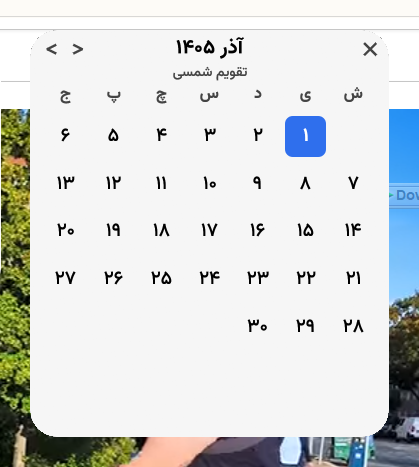 < > آذر ۱۴۰۵ ×
تقویم شمسی
ش ی د س چ پ ج
۱ ۲ ۳ ۴ ۵ ۶
۷ ۸ ۹ ۱۰ ۱۱ ۱۲ ۱۳
۱۴ ۱۵ ۱۶ ۱۷ ۱۸ ۱۹ ۲۰
۲۱ ۲۲ ۲۳ ۲۴ ۲۵ ۲۶ ۲۷
۲۸ ۲۹ ۳۰